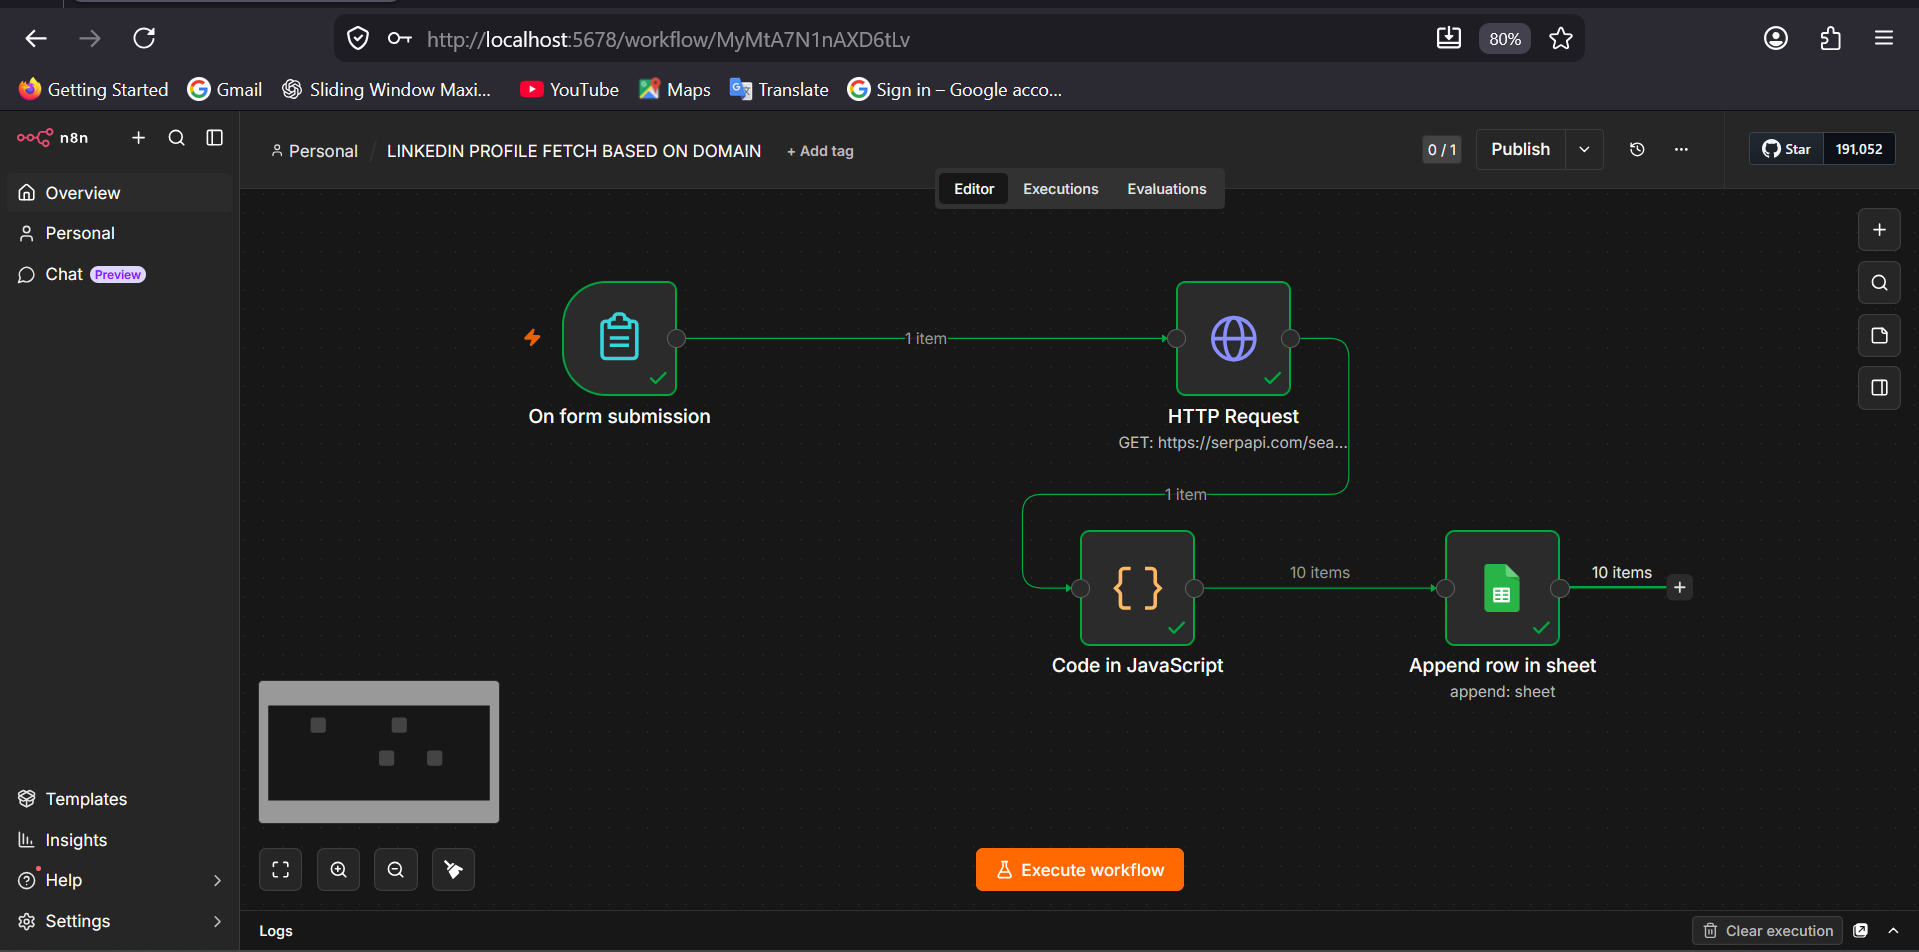 http://localhost:5678/workflow/MyMtA7N1nAXD6tLv
80%
Getting Started
Gmail
Sliding Window Maxi...
YouTube
Maps
Translate
Sign in – Google acco...
n8n
Personal / LINKEDIN PROFILE FETCH BASED ON DOMAIN
+ Add tag
0 / 1
Publish
Star
191,052
Editor
Executions
Evaluations
Overview
Personal
Chat
Preview
1 item
On form submission
HTTP Request
GET: https://serpapi.com/sea...
1 item
10 items
10 items
Code in JavaScript
Append row in sheet
append: sheet
Templates
Insights
Help
Settings
Execute workflow
Logs
Clear execution